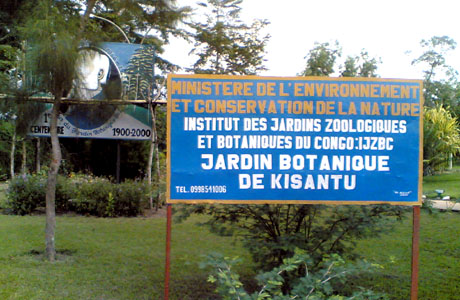 MINISTERE DE L'ENVIRONNEMENT
ET CONSERVATION DE LA NATURE
INSTITUT DES JARDINS ZOOLOGIQUES
ET BOTANIQUES DU CONGO:IJZBC
JARDIN BOTANIQUE
DE KISANTU
TEL. 0998541006
CENTENAIRE
1900-2000